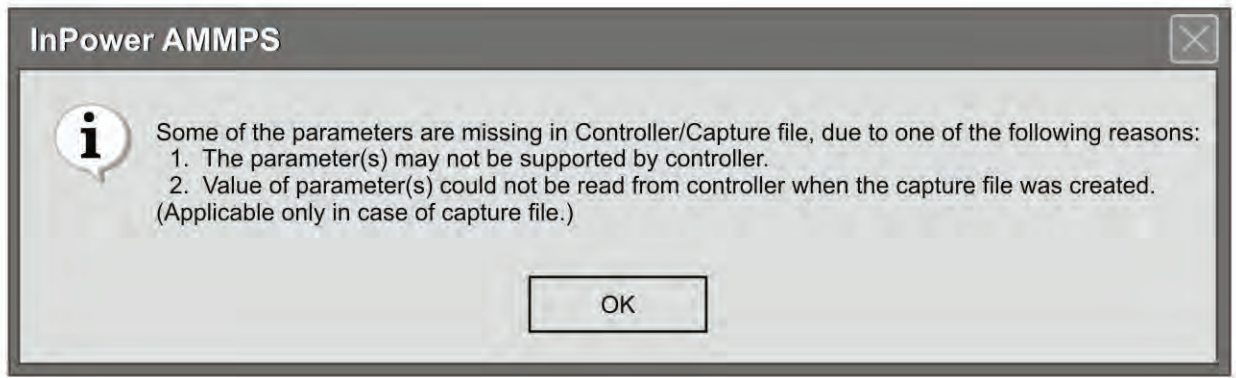 InPower AMMPS
Some of the parameters are missing in Controller/Capture file, due to one of the following reasons:
1. The parameter(s) may not be supported by controller.
2. Value of parameter(s) could not be read from controller when the capture file was created.
(Applicable only in case of capture file.)
OK